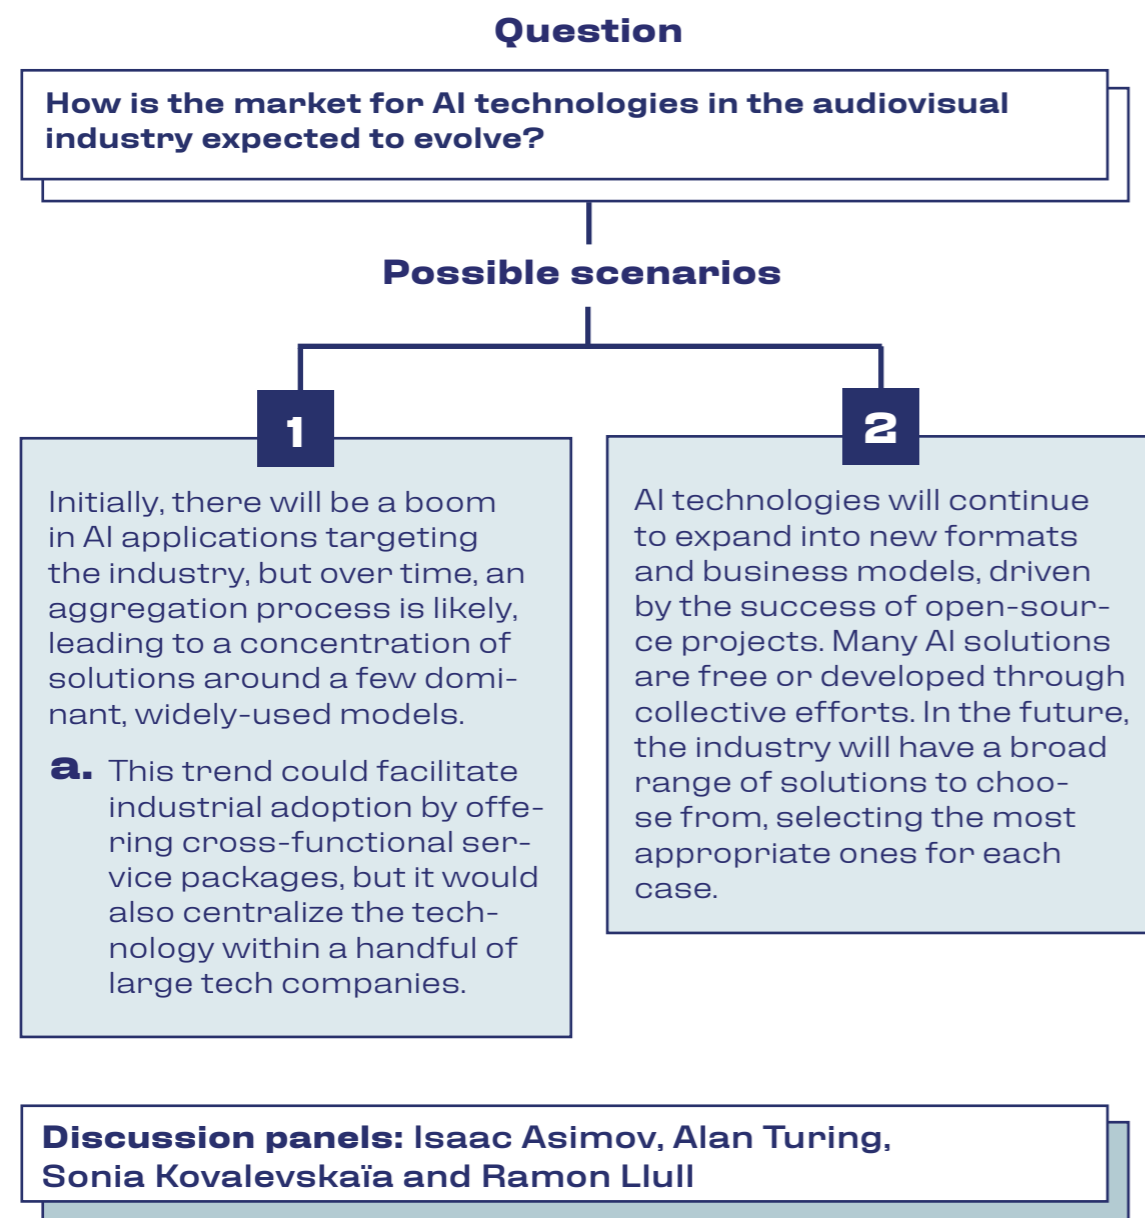 Question
How is the market for AI technologies in the audiovisual
industry expected to evolve?
Possible scenarios
1
Initially, there will be a boom
in AI applications targeting
the industry, but over time, an
aggregation process is likely,
leading to a concentration of
solutions around a few domi-
nant, widely-used models.
a. This trend could facilitate
industrial adoption by offe-
ring cross-functional ser-
vice packages, but it would
also centralize the tech-
nology within a handful of
large tech companies.
2
AI technologies will continue
to expand into new formats
and business models, driven
by the success of open-sour-
ce projects. Many AI solutions
are free or developed through
collective efforts. In the future,
the industry will have a broad
range of solutions to choo-
se from, selecting the most
appropriate ones for each
case.
Discussion panels: Isaac Asimov, Alan Turing,
Sonia Kovalevskaïa and Ramon Llull